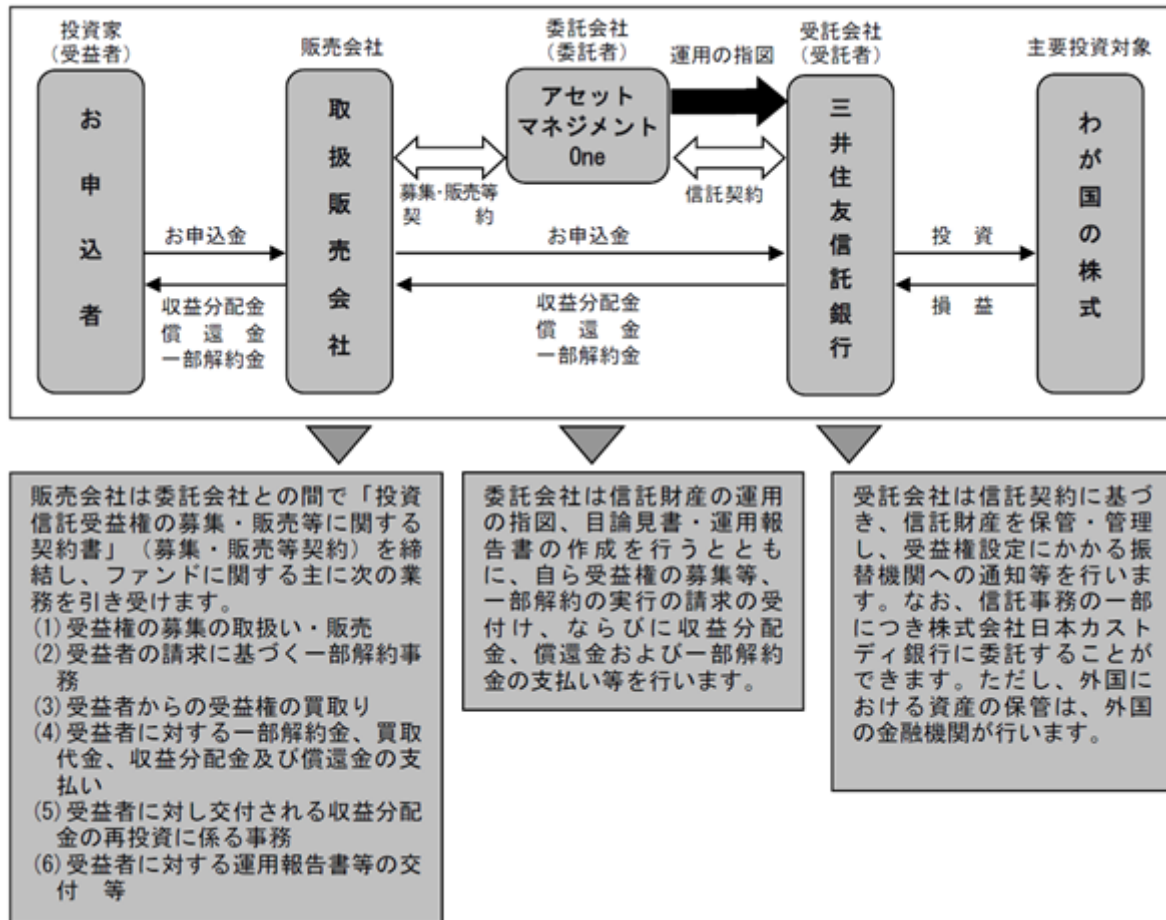 投資家
(受益者)
販売会社
委託会社
(委託者)
運用の指図
受託会社
(受託者)
主要投資対象
お申込者
取扱販売会社
アセット
マネジメント
One
三井住友信託銀行
わが国の株式
募集・販売等
契　　　約
信託契約
お申込金
お申込金
投　資
収益分配金
償　還　金
一部解約金
収益分配金
償　還　金
一部解約金
損　益
販売会社は委託会社との間で「投資
信託受益権の募集・販売等に関する
契約書」（募集・販売等契約）を締
結し、ファンドに関する主に次の業
務を引き受けます。
(1)受益権の募集の取扱い・販売
(2)受益者の請求に基づく一部解約事
務
(3)受益者からの受益権の買取り
(4)受益者に対する一部解約金、買取
代金、収益分配金及び償還金の支
払い
(5)受益者に対し交付される収益分配
金の再投資に係る事務
(6)受益者に対する運用報告書等の交
付　等
委託会社は信託財産の運用
の指図、目論見書・運用報
告書の作成を行うとととも
に、自ら受益権の募集等、
一部解約の実行の請求の受
付け、ならびに収益分配
金、償還金および一部解約
金の支払い等を行います。
受託会社は信託契約に基づ
き、信託財産を保管・管理
し、受益権設定にかかる振
替機関への通知等を行いま
す。なお、信託事務の一部
につき株式会社日本カスト
ディ銀行に委託することが
できます。ただし、外国に
おける資産の保管は、外国
の金融機関が行います。